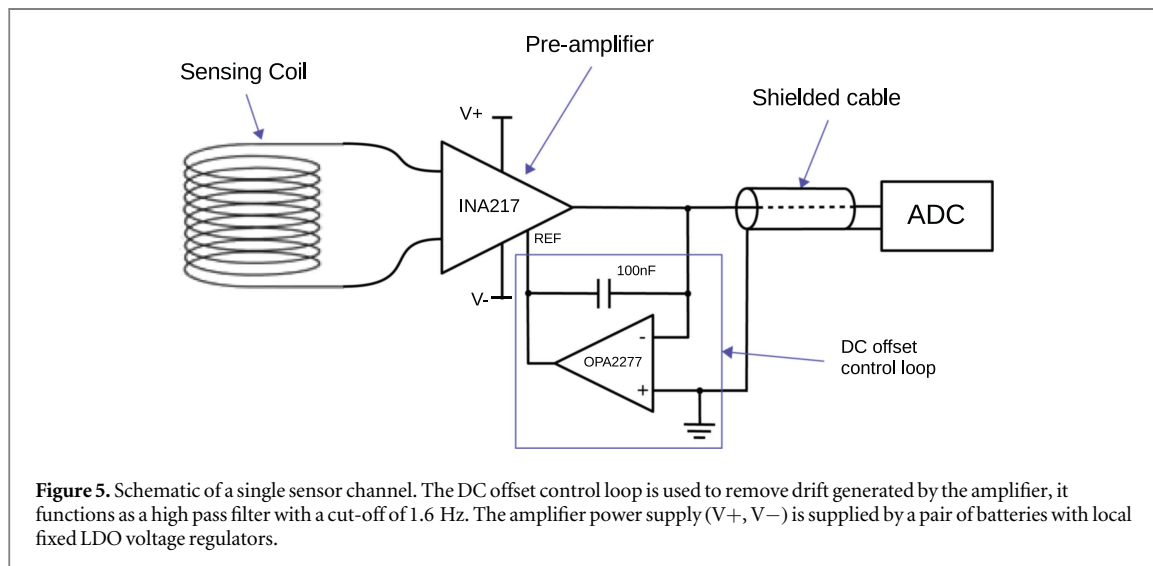 Pre-amplifier
Sensing Coil
Shielded cable
V+
INA217
ADC
REF
100nF
V-
-
OPA2277
+
DC offset
control loop
Figure 5. Schematic of a single sensor channel. The DC offset control loop is used to remove drift generated by the amplifier, it
functions as a high pass filter with a cut-off of 1.6 Hz. The amplifier power supply (V+, V−) is supplied by a pair of batteries with local
fixed LDO voltage regulators.